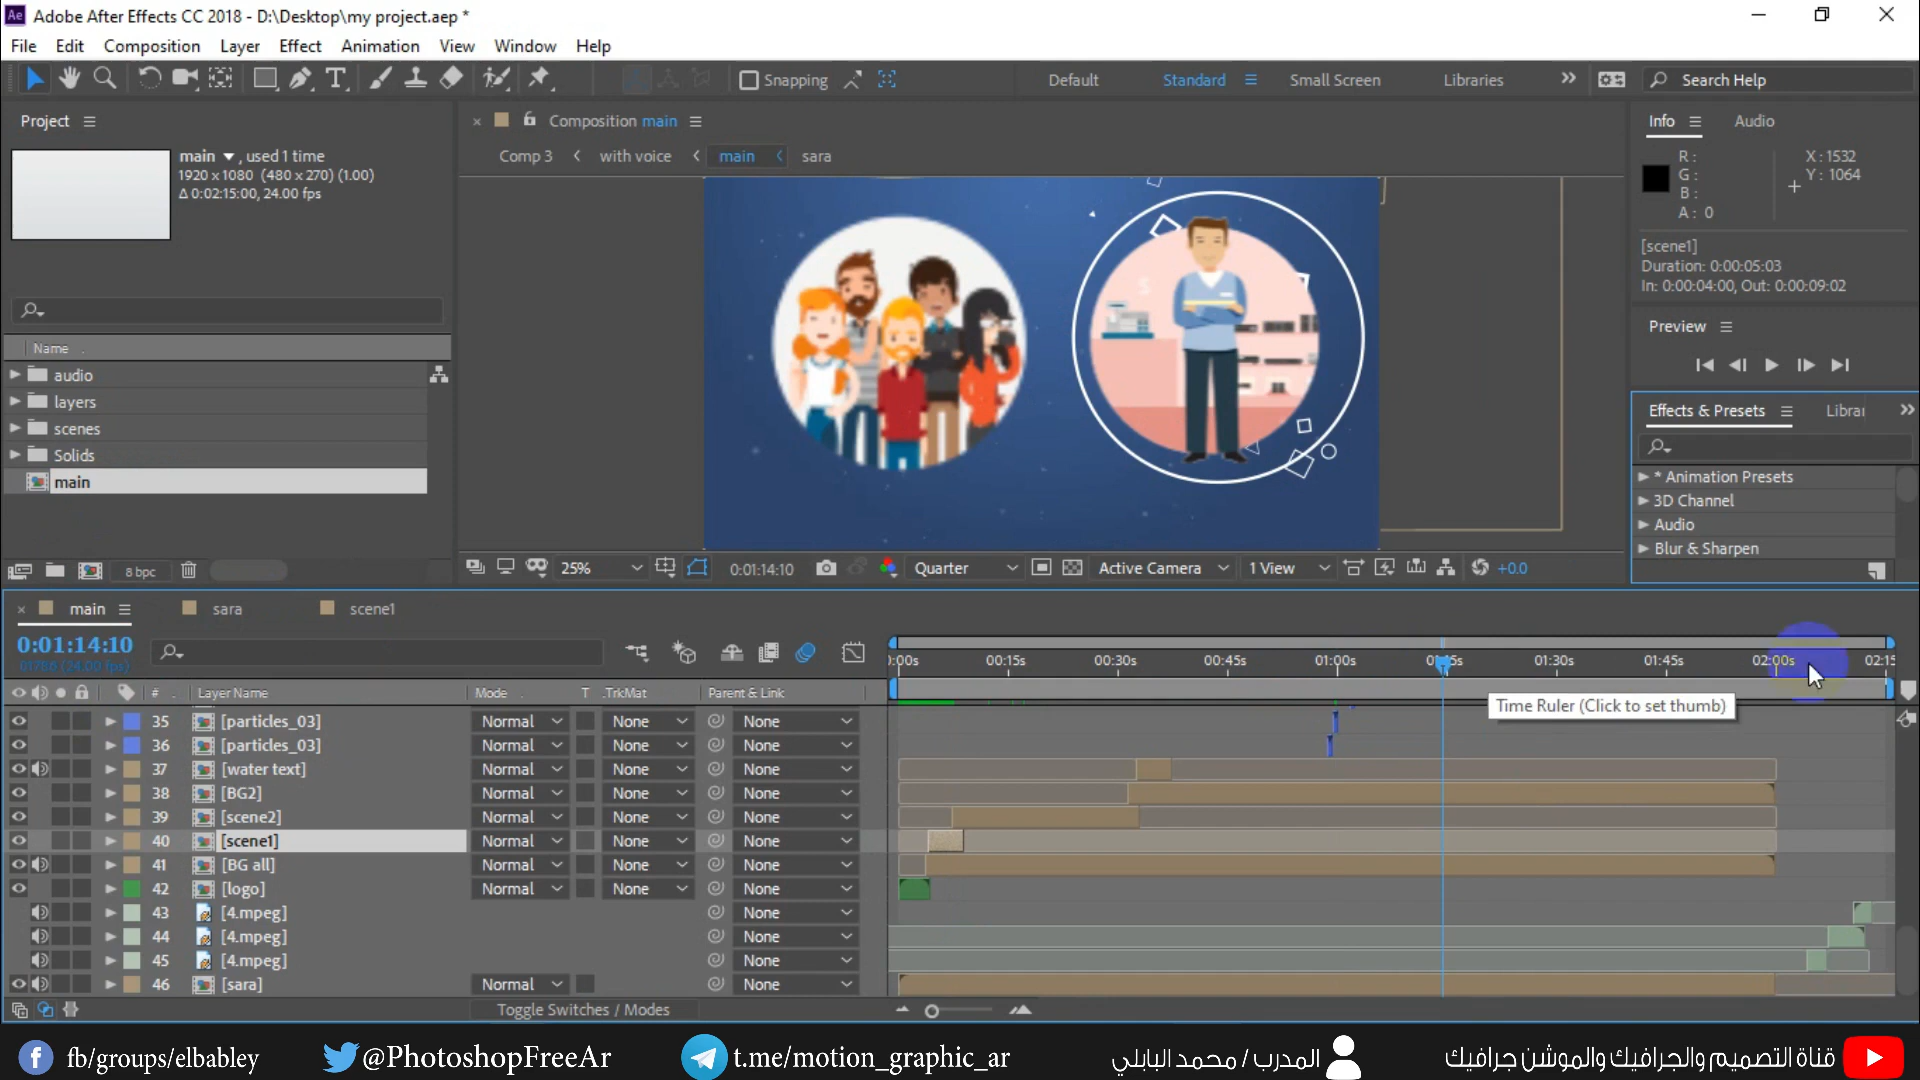 Ae Adobe After Effects CC 2018 - D:\Desktop\my project.aep *
File Edit Composition Layer Effect Animation View Window Help
Snapping Default Standard Small Screen Libraries Search Help
Project
main , used 1 time
1920 x 1080 (480 x 270) (1.00)
Δ 0:02:15:00, 24.00 fps
Name
audio
layers
scenes
Solids
main
8 bpc
Composition main
Comp 3 with voice main sara
25% 0:01:14:10 Quarter Active Camera 1 View +0.0
Info Audio
R : X : 1532
G : Y : 1064
B :
A : 0
[scene1]
Duration: 0:00:05:03
In: 0:00:04:00, Out: 0:00:09:02
Preview
Effects & Presets Librai
* Animation Presets
3D Channel
Audio
Blur & Sharpen
main sara scene1
0:01:14:10
01786 (24.00 fps)
:00s 00:15s 00:30s 00:45s 01:00s 01:15s 01:30s 01:45s 02:00s 02:15
# Layer Name Mode T .TrkMat Parent & Link
Time Ruler (Click to set thumb)
35 [particles_03] Normal None None
36 [particles_03] Normal None None
37 [water text] Normal None None
38 [BG2] Normal None None
39 [scene2] Normal None None
40 [scene1] Normal None None
41 [BG all] Normal None None
42 [logo] Normal None None
43 [4.mpeg] None
44 [4.mpeg] None
45 [4.mpeg] None
46 [sara] Normal None
Toggle Switches / Modes
fb/groups/elbabley @PhotoshopFreeAr t.me/motion_graphic_ar المدرب / محمد البابلي قناة التصميم والجرافيك والموشن جرافيك